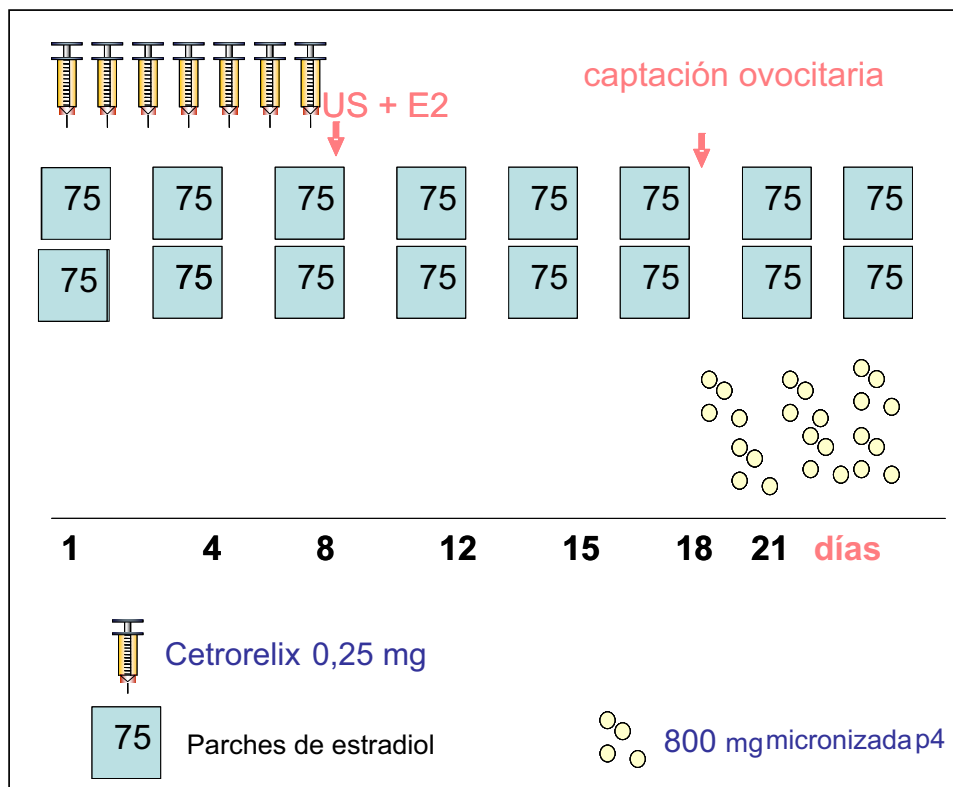 US + E2
captación ovocitaria
75 75 75 75 75 75 75 75
75 75 75 75 75 75 75 75
1 4 8 12 15 18 21 días
Cetrorelix 0,25 mg
75 Parches de estradiol
800 mg micronizada p4